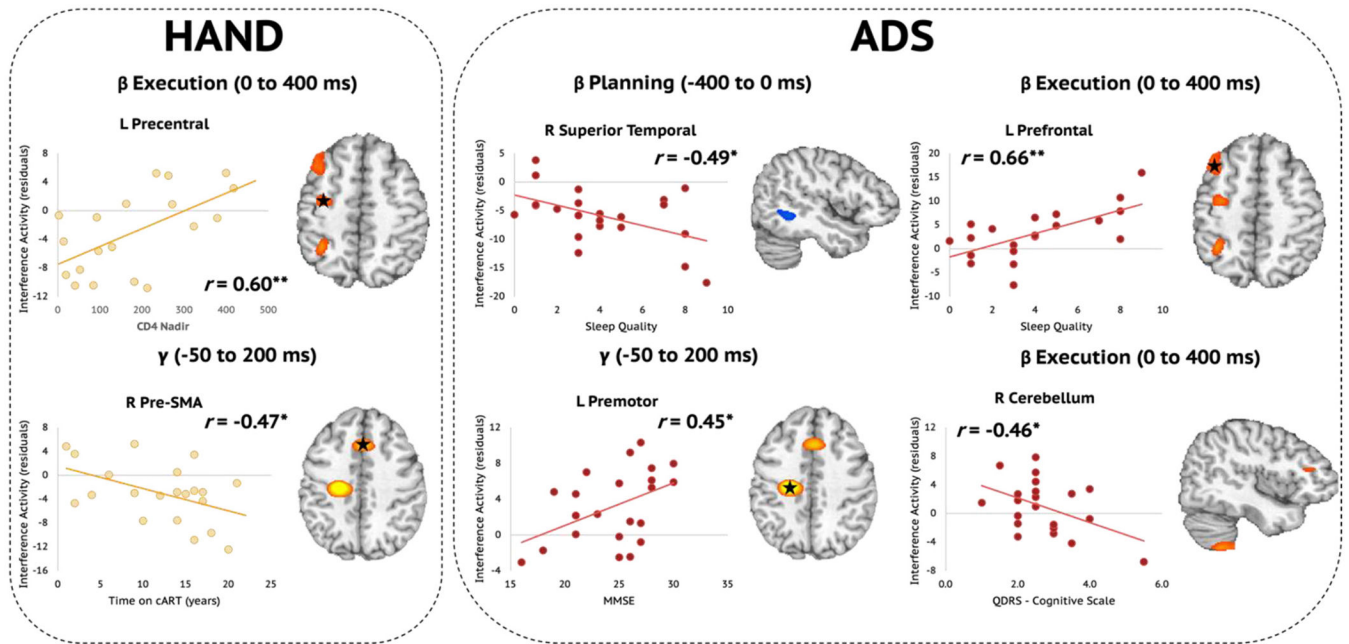 HAND
β Execution (0 to 400 ms)
L Precentral
Interference Activity (residuals)
8
4
0
-4
-8
-12
r = 0.60**
0 100 200 300 400 500
CD4 Nadir
γ (-50 to 200 ms)
R Pre-SMA
r = -0.47*
Interference Activity (residuals)
8
4
0
-4
-8
-12
-16
0 5 10 15 20 25
Time on cART (years)
ADS
β Planning (-400 to 0 ms)
R Superior Temporal
r = -0.49*
Interference Activity (residuals)
5
0
-5
-10
-15
-20
0 2 4 6 8 10
Sleep Quality
β Execution (0 to 400 ms)
L Prefrontal
r = 0.66**
Interference Activity (residuals)
20
15
10
5
0
-5
-10
0 2 4 6 8 10
Sleep Quality
γ (-50 to 200 ms)
L Premotor
r = 0.45*
Interference Activity (residuals)
12
8
4
0
-4
15 20 25 30 35
MMSE
β Execution (0 to 400 ms)
R Cerebellum
r = -0.46*
Interference Activity (residuals)
12
8
4
0
-4
-8
0.0 2.0 4.0 6.0
QDRS - Cognitive Scale